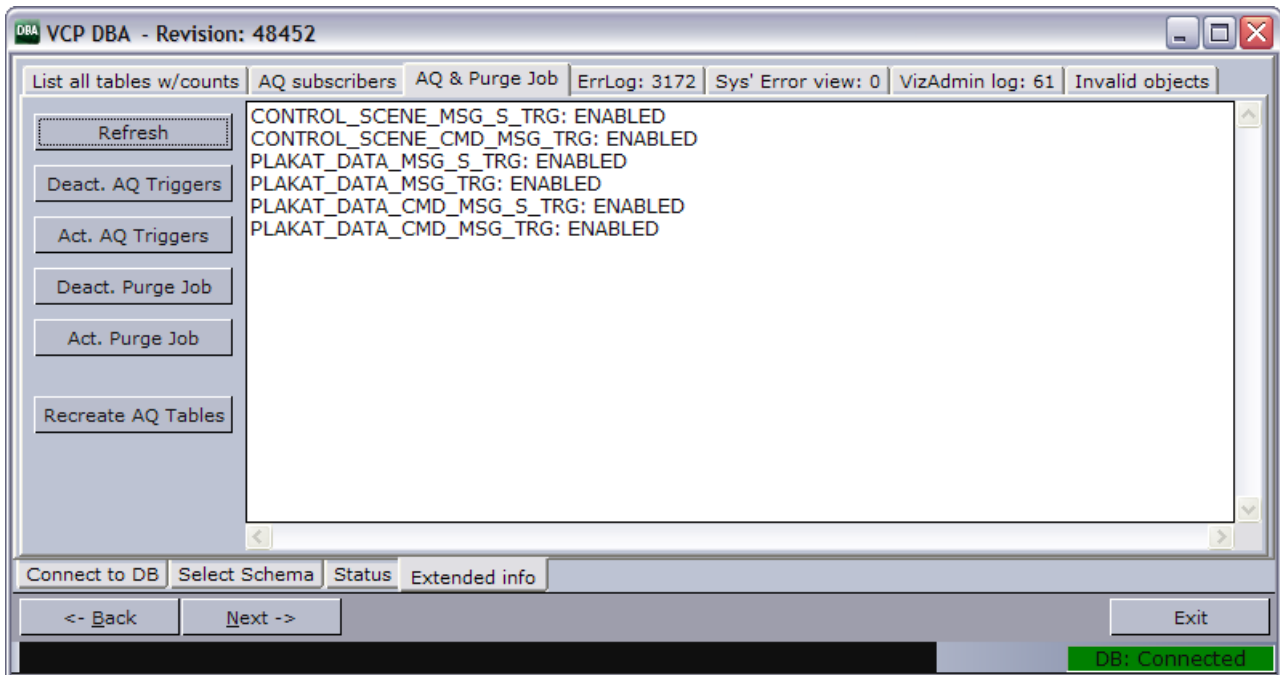 DBA VCP DBA - Revision: 48452
List all tables w/counts AQ subscribers AQ & Purge Job ErrLog: 3172 Sys' Error view: 0 VizAdmin log: 61 Invalid objects
Refresh
Deact. AQ Triggers
Act. AQ Triggers
Deact. Purge Job
Act. Purge Job
Recreate AQ Tables
CONTROL_SCENE_MSG_S_TRG: ENABLED
CONTROL_SCENE_CMD_MSG_TRG: ENABLED
PLAKAT_DATA_MSG_S_TRG: ENABLED
PLAKAT_DATA_MSG_TRG: ENABLED
PLAKAT_DATA_CMD_MSG_S_TRG: ENABLED
PLAKAT_DATA_CMD_MSG_TRG: ENABLED
Connect to DB Select Schema Status Extended info
<- Back Next -> Exit
DB: Connected